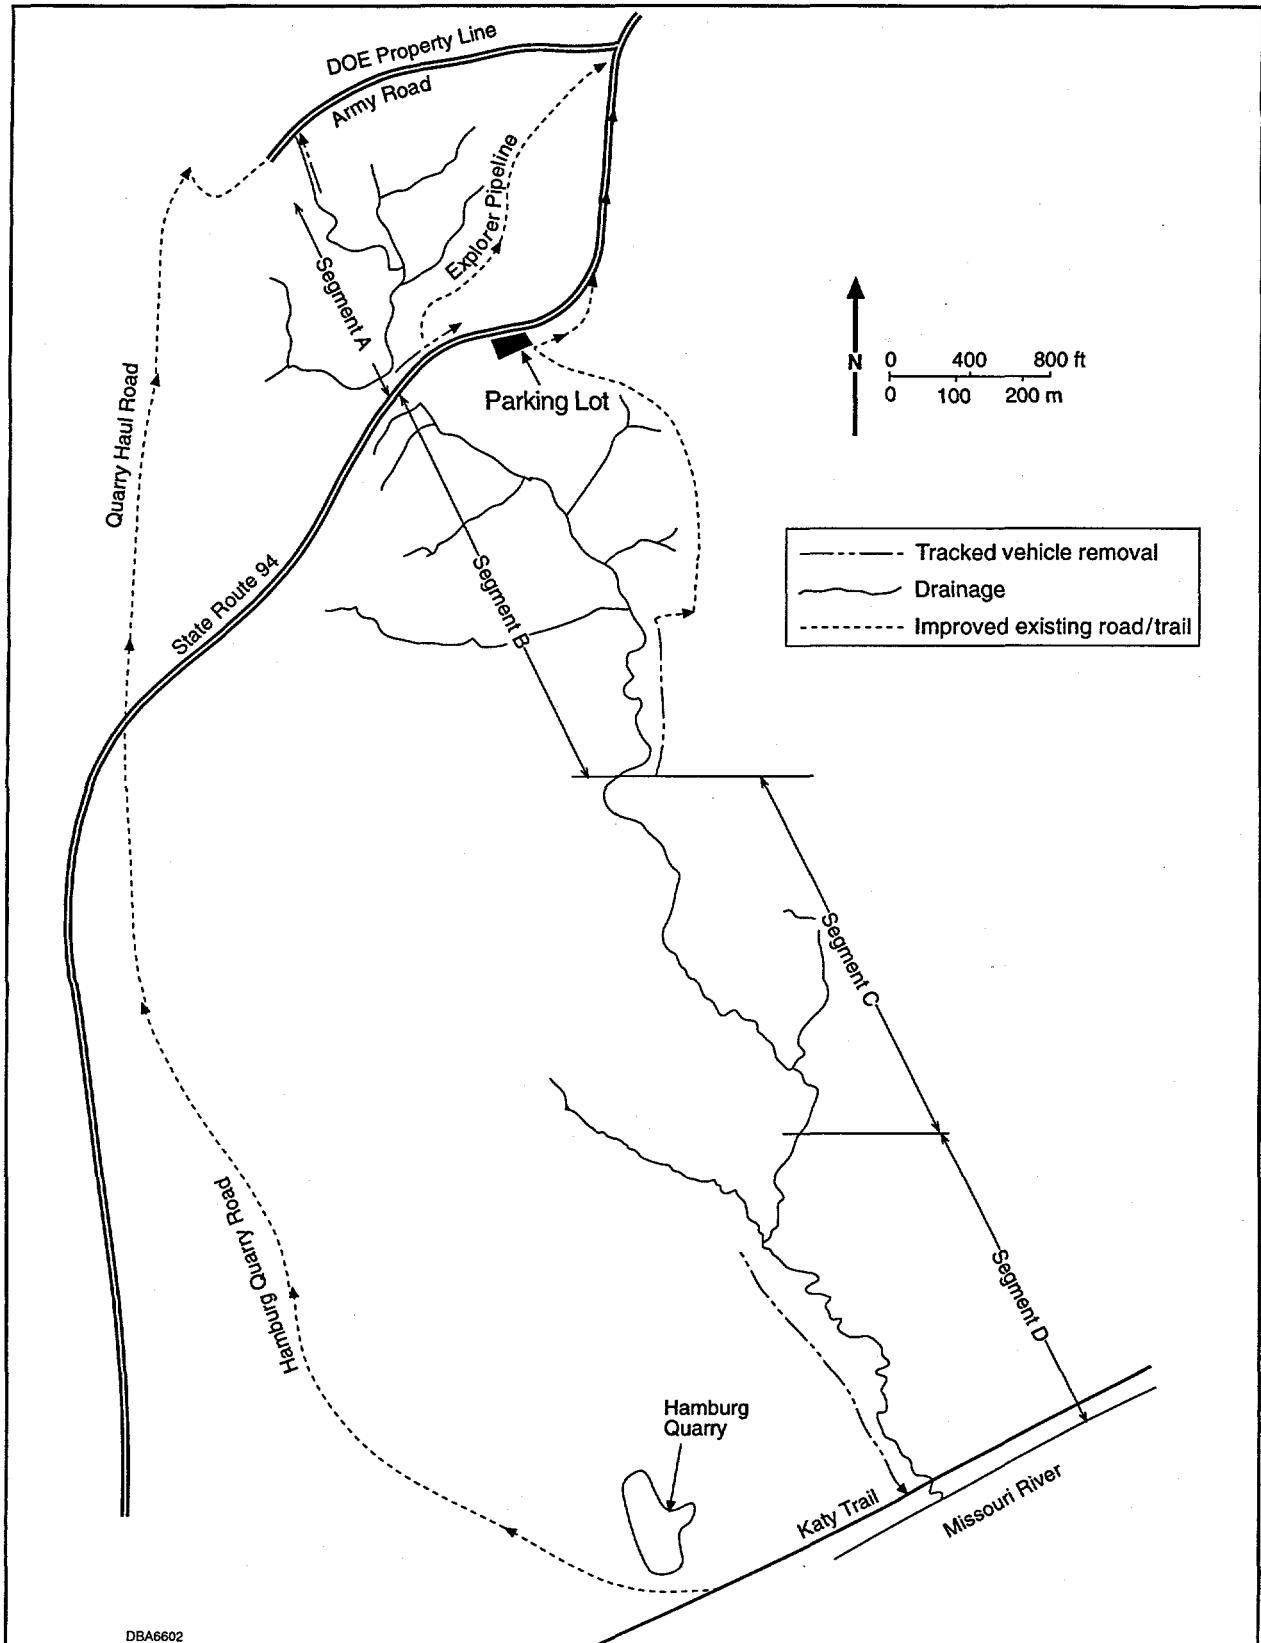 DOE Property Line
Army Road
Explorer Pipeline
Segment A
Parking Lot
N
0 400 800 ft
0 100 200 m
Quarry Haul Road
State Route 94
Segment B
Tracked vehicle removal
Drainage
Improved existing road/trail
Segment C
Hamburg Quarry Road
Segment D
Hamburg
Quarry
Katy Trail
Missouri River
DBA6602